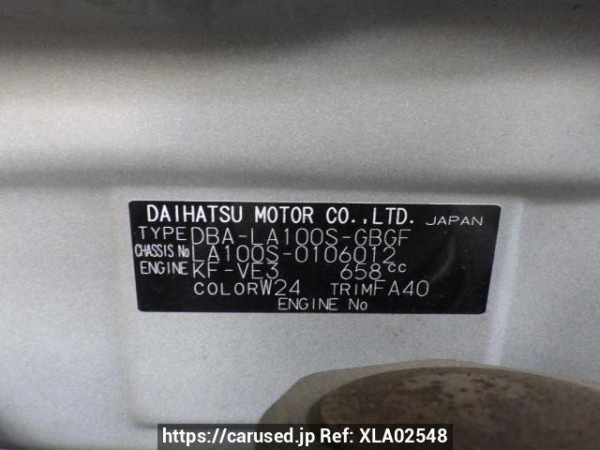 DAIHATSU MOTOR CO.,LTD. JAPAN
TYPE DBA-LA100S-GBGF
CHASSIS No LA100S-0106012
ENGINE KF-VE3 658cc
COLOR W24 TRIM FA40
ENGINE No
https://carused.jp Ref: XLA02548